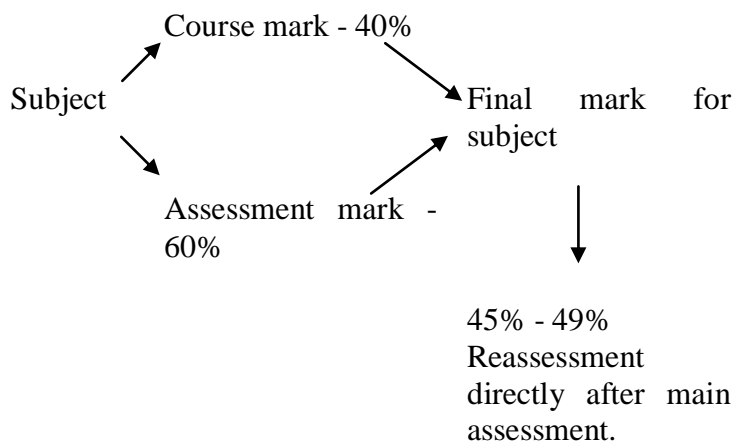 Course mark - 40%
Subject
Final mark for
subject
Assessment mark -
60%
45% - 49%
Reassessment
directly after main
assessment.